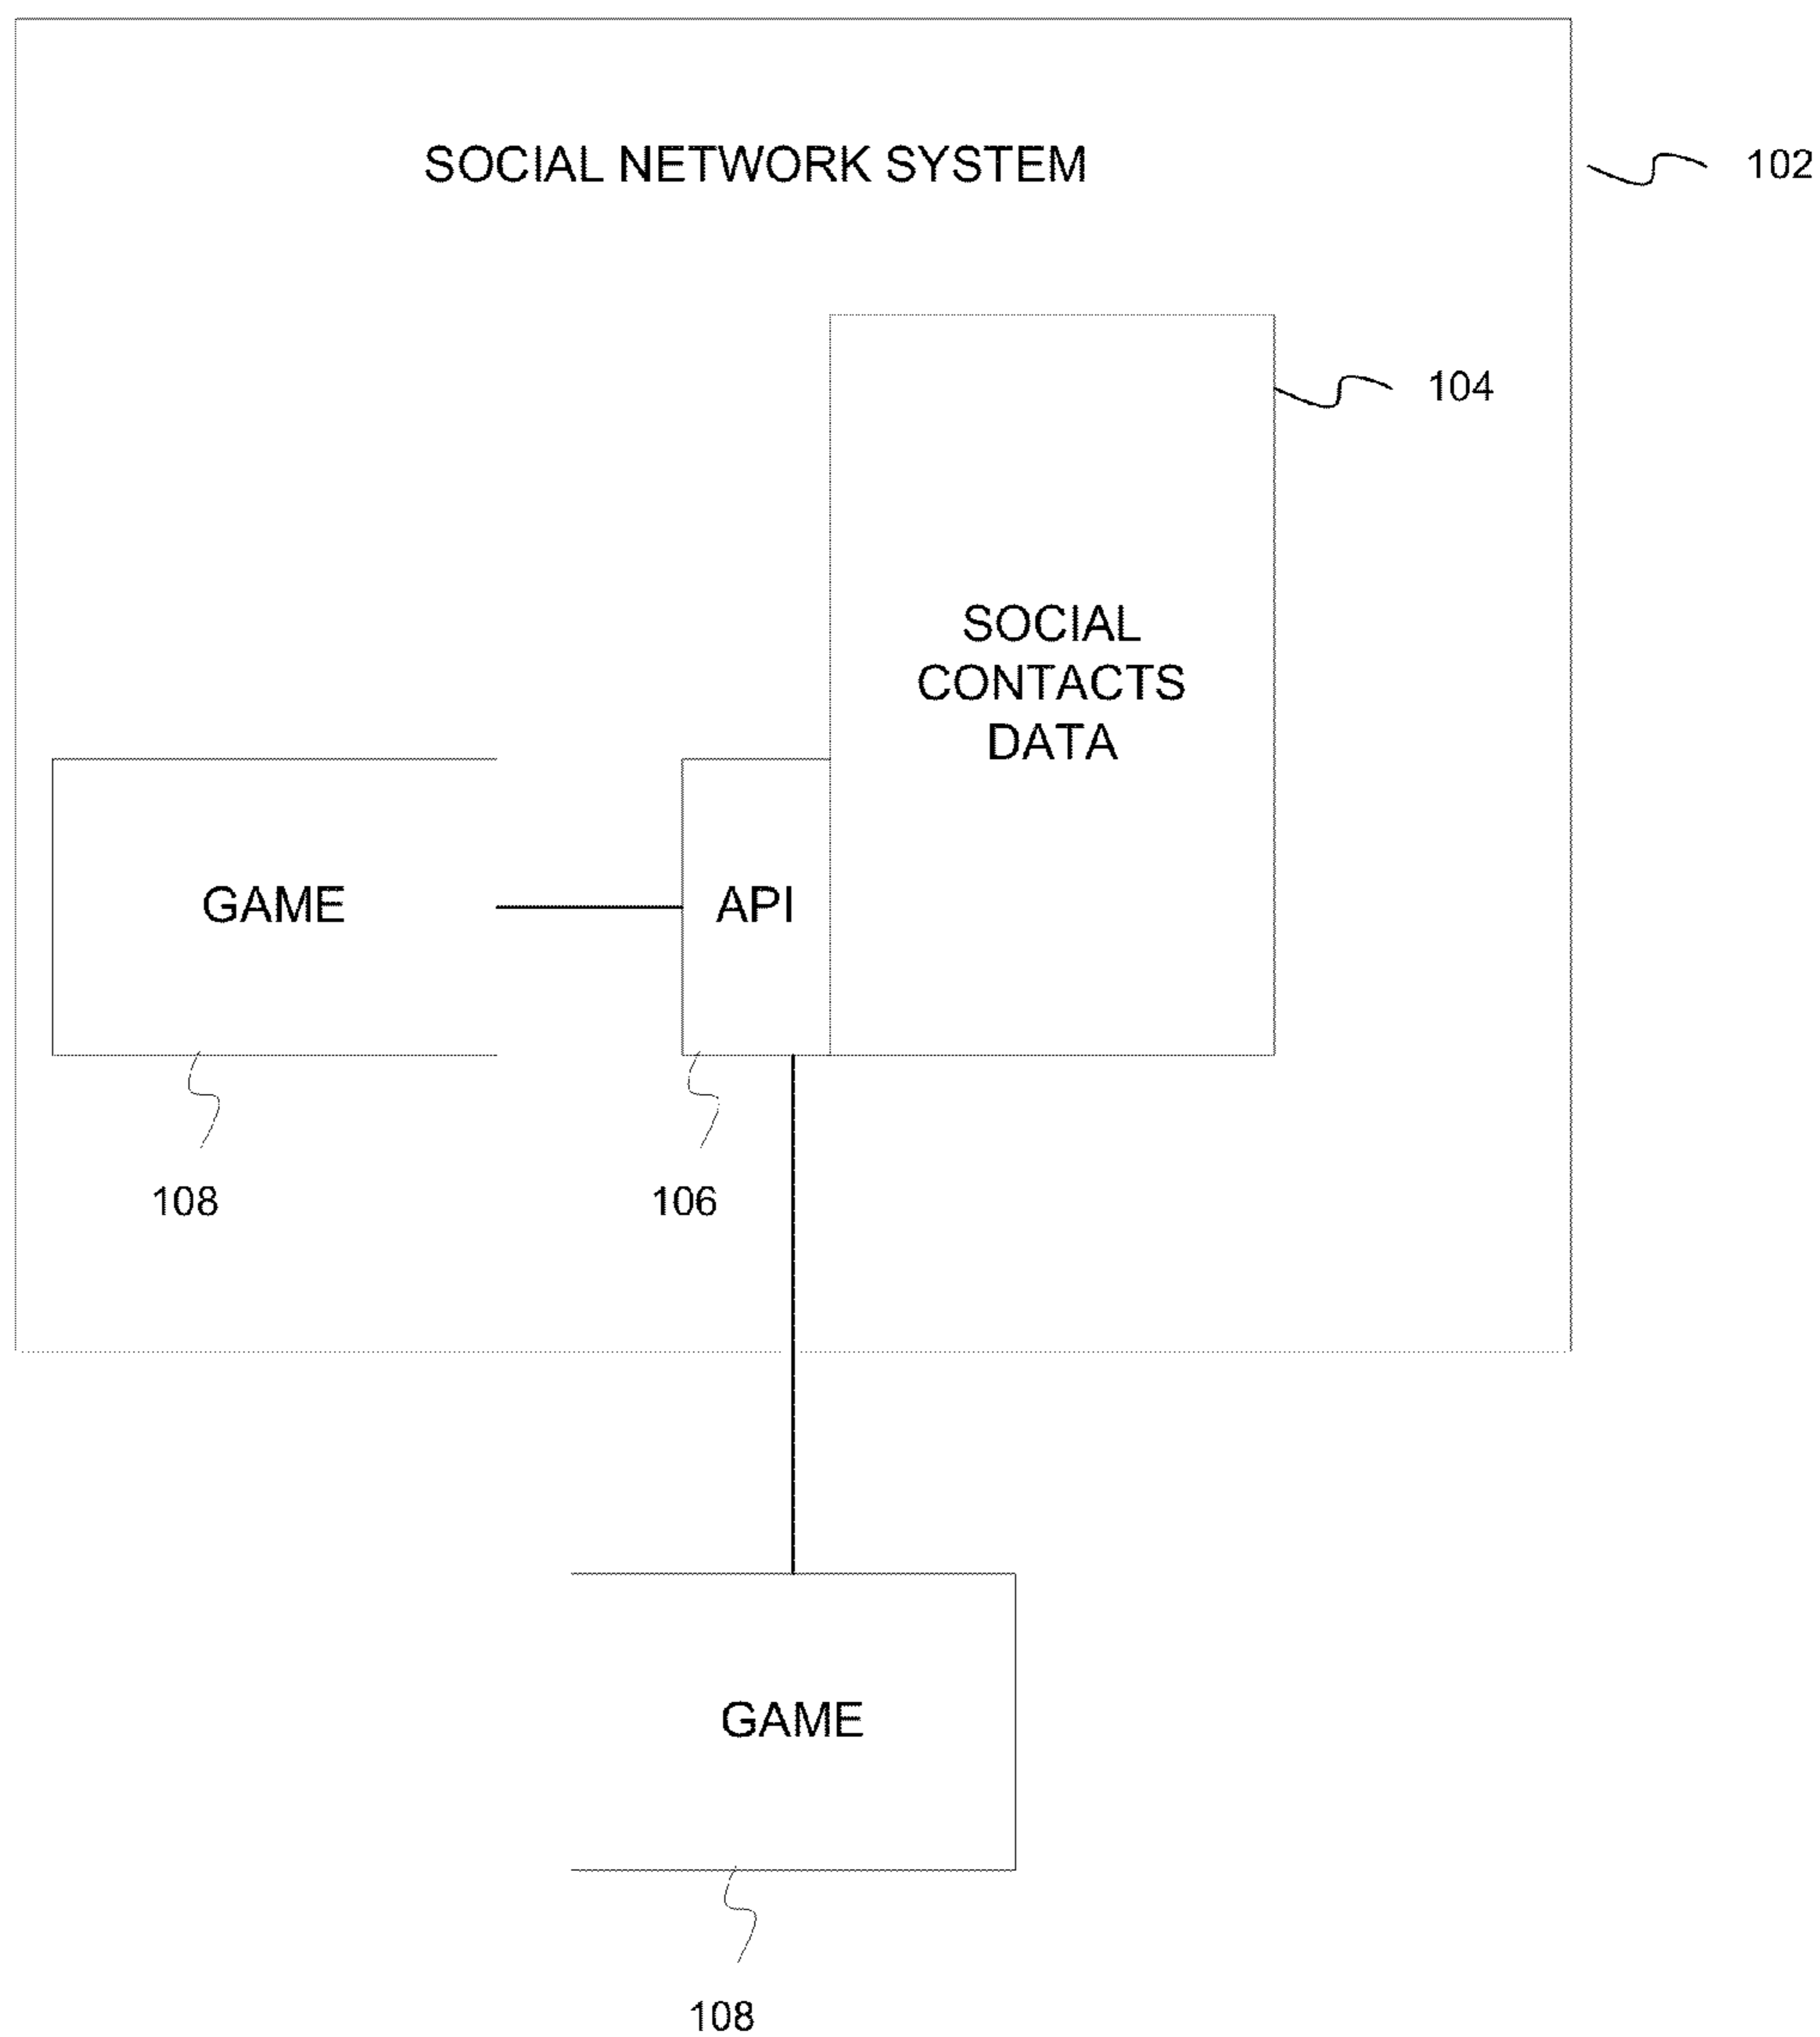 SOCIAL NETWORK SYSTEM
102
104
SOCIAL
CONTACTS
DATA
GAME
API
108
106
GAME
108